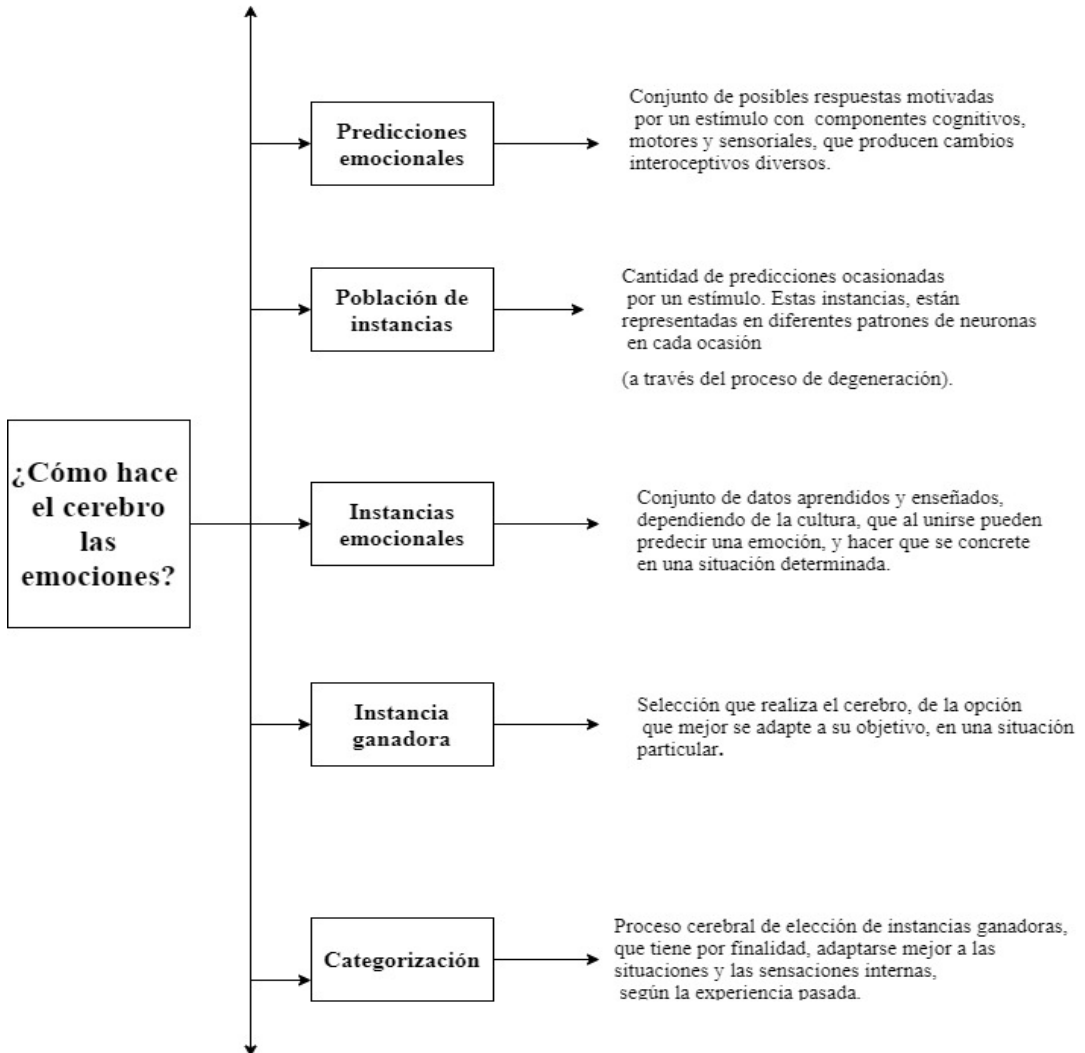 Predicciones
emocionales
Conjunto de posibles respuestas motivadas
por un estímulo con componentes cognitivos,
motores y sensoriales, que producen cambios
interoceptivos diversos.
Población de
instancias
Cantidad de predicciones ocasionadas
por un estímulo. Estas instancias, están
representadas en diferentes patrones de neuronas
en cada ocasión
(a través del proceso de degeneración).
¿Cómo hace
el cerebro
las
emociones?
Instancias
emocionales
Conjunto de datos aprendidos y enseñados,
dependiendo de la cultura, que al unirse pueden
predecir una emoción, y hacer que se concrete
en una situación determinada.
Instancia
ganadora
Selección que realiza el cerebro, de la opción
que mejor se adapte a su objetivo, en una situación
particular.
Categorización
Proceso cerebral de elección de instancias ganadoras,
que tiene por finalidad, adaptarse mejor a las
situaciones y las sensaciones internas,
según la experiencia pasada.